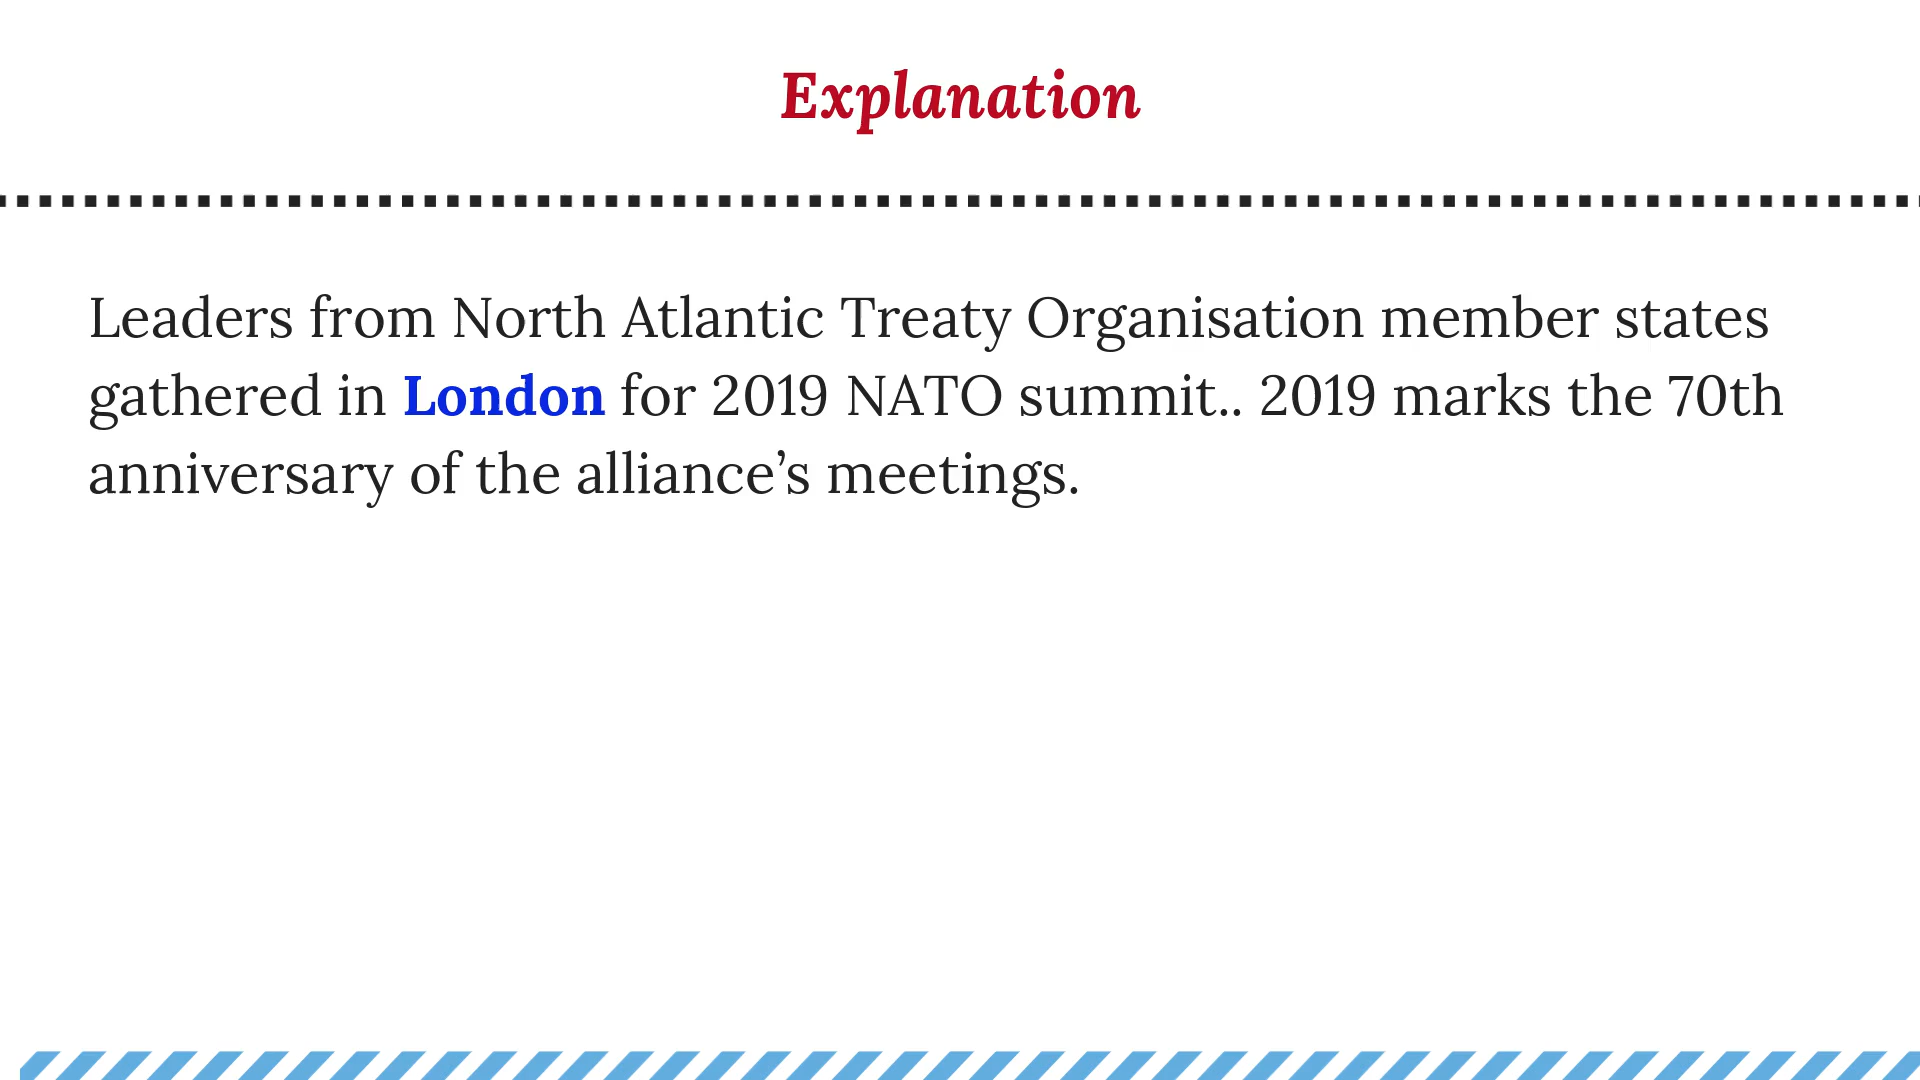 Explanation
Leaders from North Atlantic Treaty Organisation member states
gathered in London for 2019 NATO summit.. 2019 marks the 70th
anniversary of the alliance’s meetings.